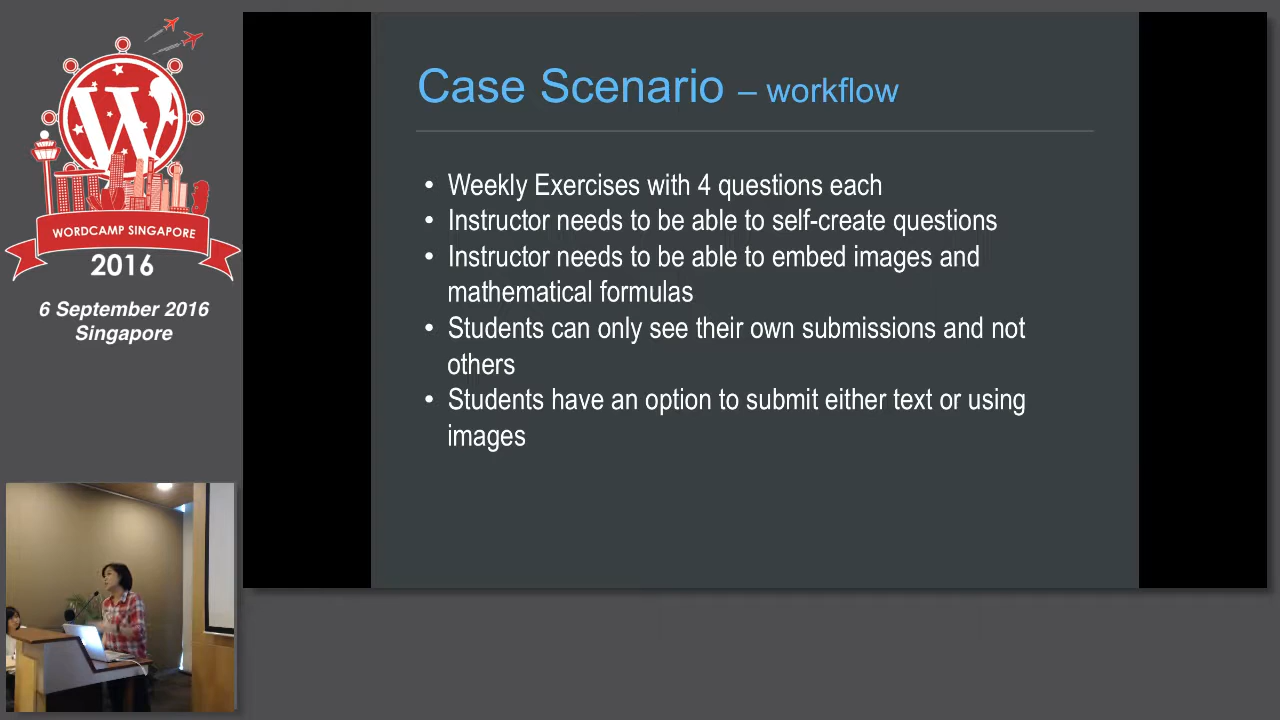 W
WORDCAMP SINGAPORE
2016
6 September 2016
Singapore
Case Scenario – workflow
• Weekly Exercises with 4 questions each
• Instructor needs to be able to self-create questions
• Instructor needs to be able to embed images and
mathematical formulas
• Students can only see their own submissions and not
others
• Students have an option to submit either text or using
images